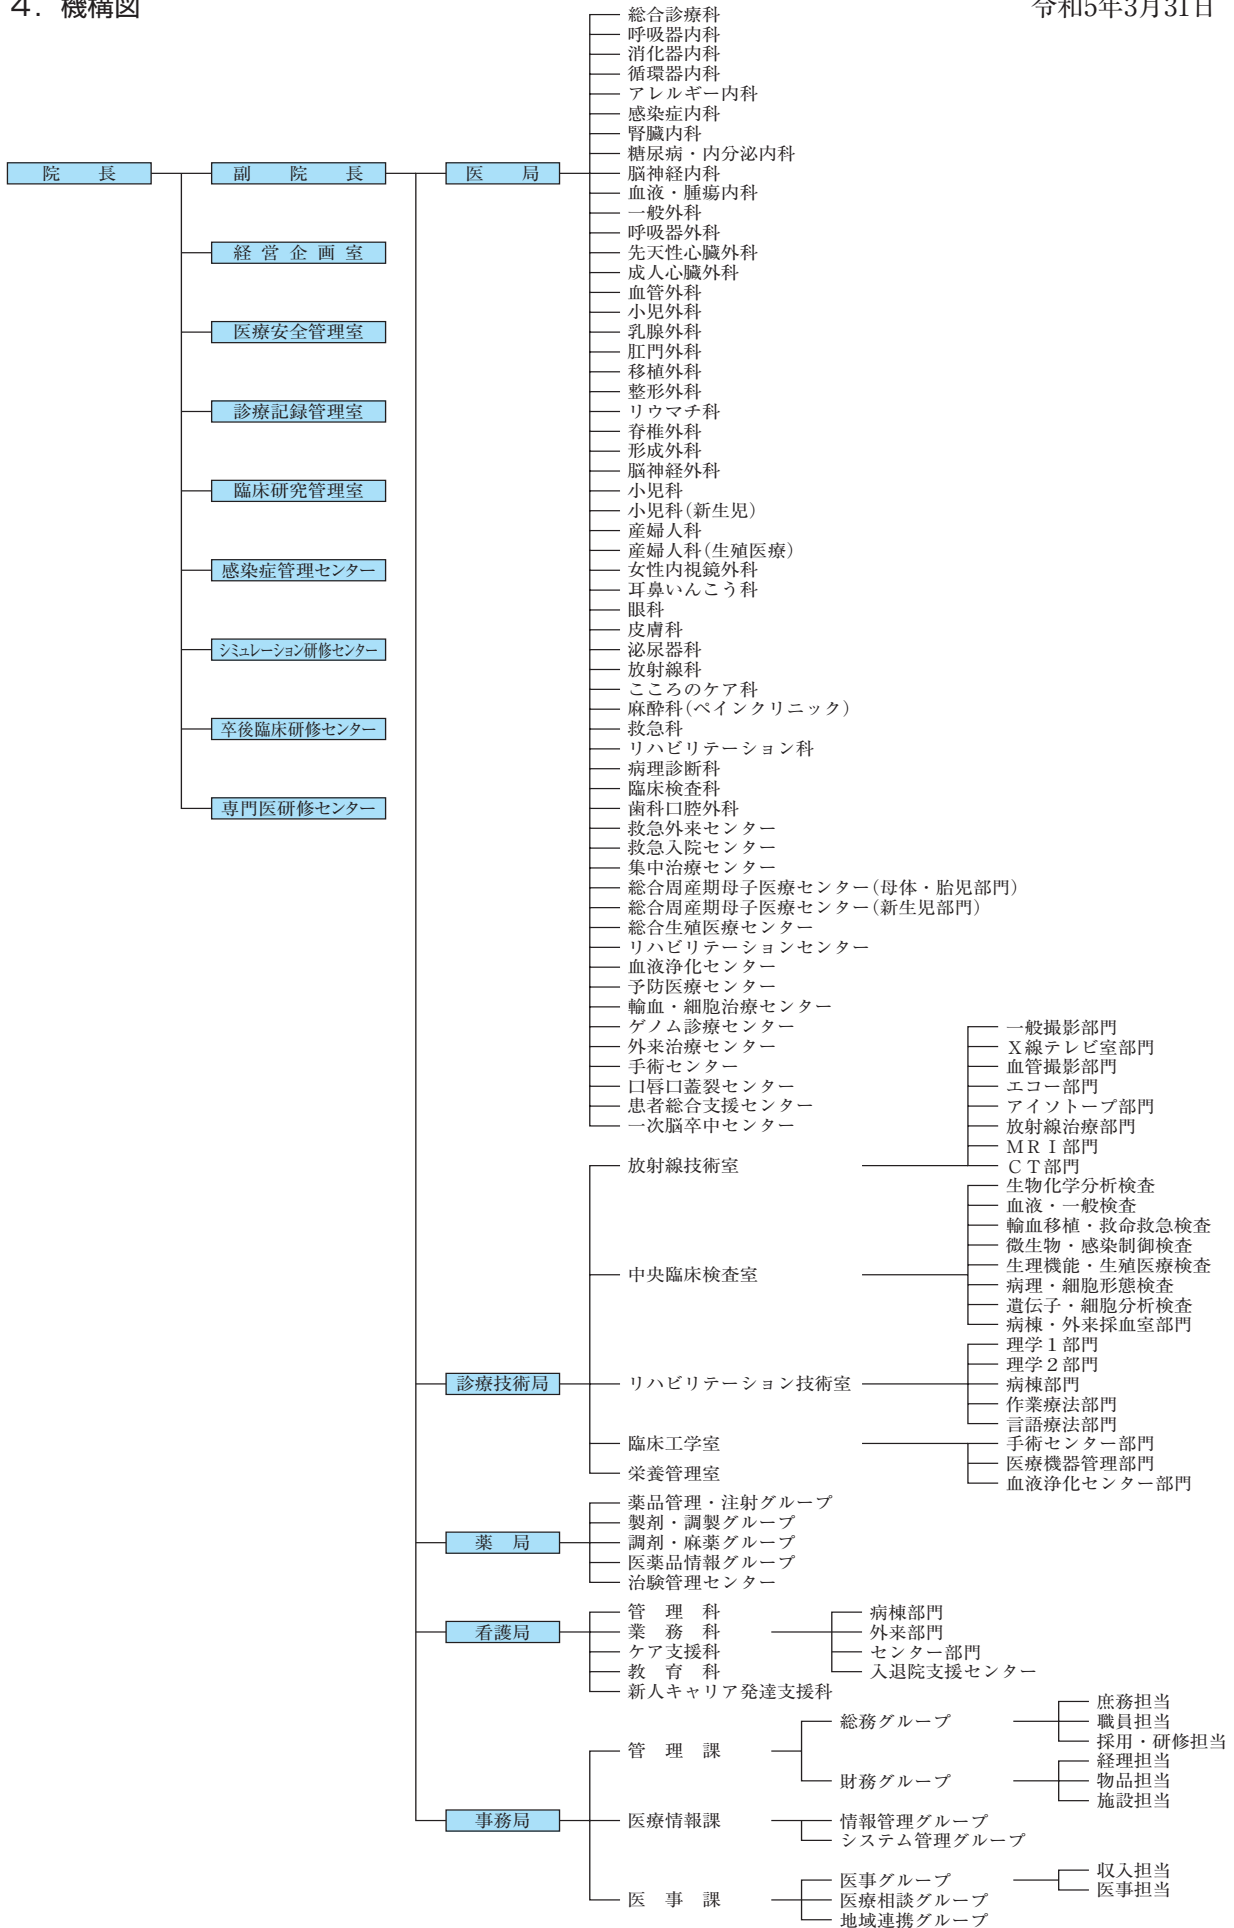 4．機構図
令和5年3月31日
院長
副院長
経営企画室
医療安全管理室
診療記録管理室
臨床研究管理室
感染症管理センター
シミュレーション研修センター
卒後臨床研修センター
専門医研修センター
医局
総合診療科
呼吸器内科
消化器内科
循環器内科
アレルギー内科
感染症内科
腎臓内科
糖尿病・内分泌内科
脳神経内科
血液・腫瘍内科
一般外科
呼吸器外科
先天性心臓外科
成人心臓外科
血管外科
小児外科
乳腺外科
肛門外科
移植外科
整形外科
リウマチ科
脊椎外科
形成外科
脳神経外科
小児科
小児科（新生児）
産婦人科
産婦人科（生殖医療）
女性内視鏡外科
耳鼻いんこう科
眼科
皮膚科
泌尿器科
放射線科
こころのケア科
麻酔科（ペインクリニック）
救急科
リハビリテーション科
病理診断科
臨床検査科
歯科口腔外科
救急外来センター
救急入院センター
集中治療センター
総合周産期母子医療センター（母体・胎児部門）
総合周産期母子医療センター（新生児部門）
総合生殖医療センター
リハビリテーションセンター
血液浄化センター
予防医療センター
輸血・細胞治療センター
ゲノム診療センター
外来治療センター
手術センター
口唇口蓋裂センター
患者総合支援センター
一次脳卒中センター
診療技術局
放射線技術室
一般撮影部門
X線テレビ室部門
血管撮影部門
エコー部門
アイソトープ部門
放射線治療部門
MRI部門
CT部門
中央臨床検査室
生物化学分析検査
血液・一般検査
輸血移植・救命救急検査
微生物・感染制御検査
生理機能・生殖医療検査
病理・細胞形態検査
遺伝子・細胞分析検査
病棟・外来採血室部門
リハビリテーション技術室
理学1部門
理学2部門
病棟部門
作業療法部門
言語療法部門
臨床工学室
手術センター部門
医療機器管理部門
血液浄化センター部門
栄養管理室
薬局
薬品管理・注射グループ
製剤・調製グループ
調剤・麻薬グループ
医薬品情報グループ
治験管理センター
看護局
管理科
業務科
病棟部門
外来部門
センター部門
入退院支援センター
ケア支援科
教育科
新人キャリア発達支援科
事務局
管理課
総務グループ
庶務担当
職員担当
採用・研修担当
財務グループ
経理担当
物品担当
施設担当
医療情報課
情報管理グループ
システム管理グループ
医事課
医事グループ
収入担当
医事担当
医療相談グループ
地域連携グループ